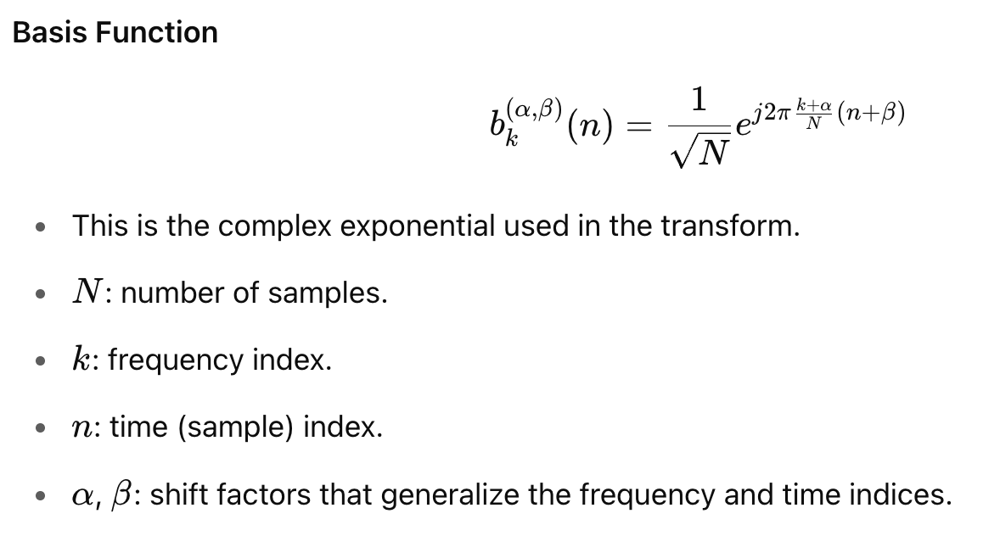 Basis Function
$b_k^{(\alpha,\beta)}(n) = \frac{1}{\sqrt{N}} e^{j2\pi \frac{k+\alpha}{N}(n+\beta)}$
• This is the complex exponential used in the transform.
• $N$: number of samples.
• $k$: frequency index.
• $n$: time (sample) index.
• $\alpha$, $\beta$: shift factors that generalize the frequency and time indices.